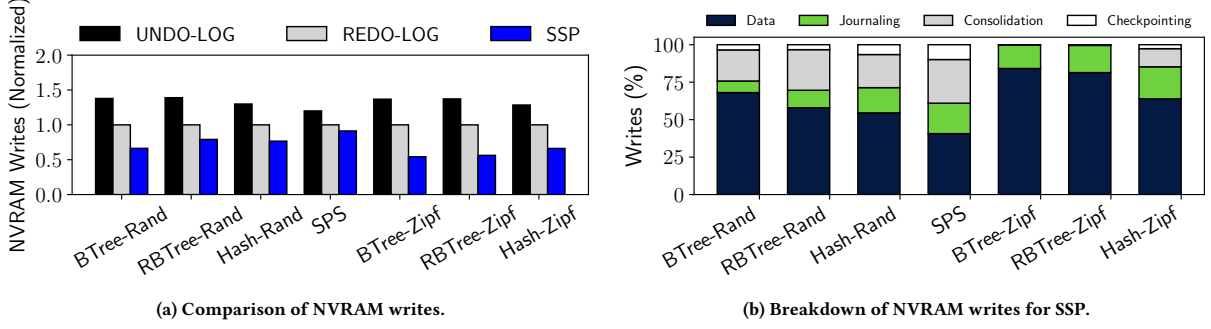 UNDO-LOG REDO-LOG SSP
NVRAM Writes (Normalized)
2.0
1.5
1.0
0.5
0.0
BTree-Rand RBTree-Rand Hash-Rand SPS BTree-Zipf RBTree-Zipf Hash-Zipf
(a) Comparison of NVRAM writes.
Data Journaling Consolidation Checkpointing
Writes (%)
100
75
50
25
0
BTree-Rand RBTree-Rand Hash-Rand SPS BTree-Zipf RBTree-Zipf Hash-Zipf
(b) Breakdown of NVRAM writes for SSP.